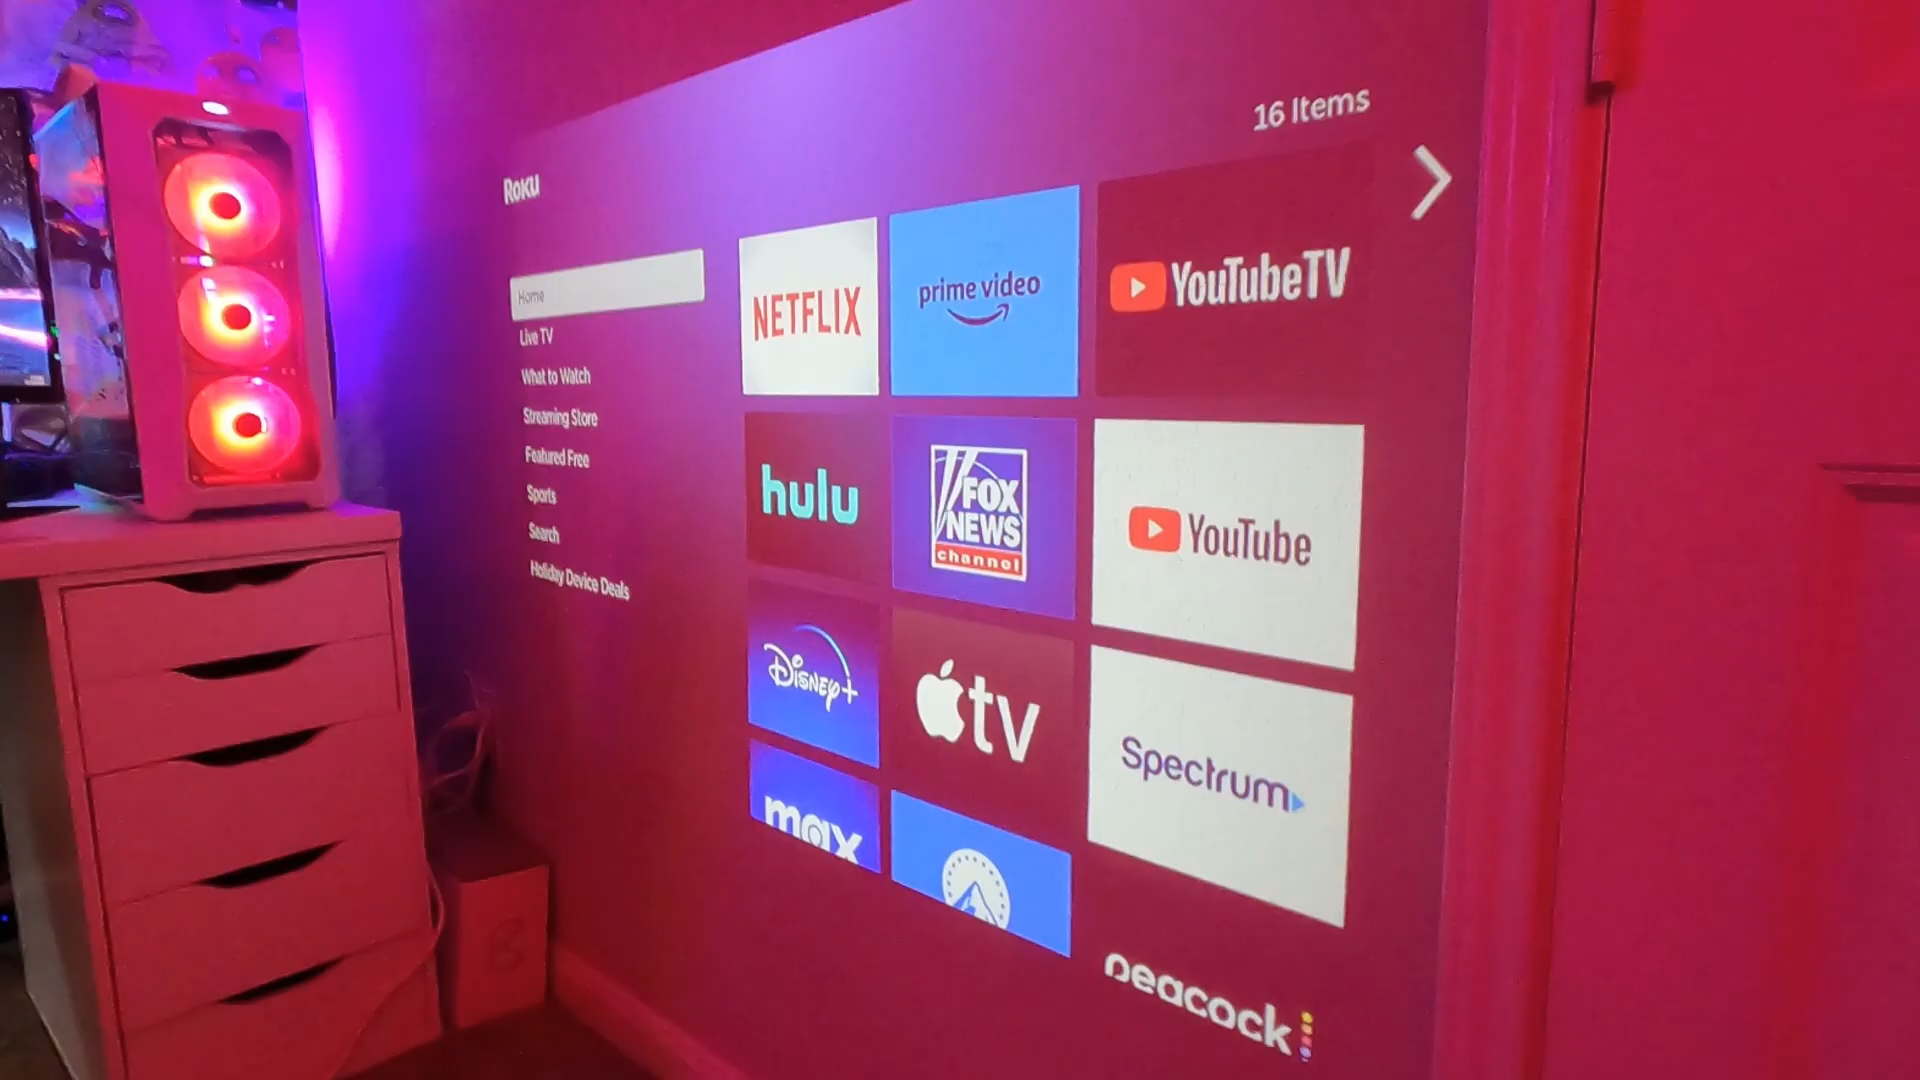 16 Items
Roku
Home
Live TV
What to Watch
Streaming Store
Featured Free
Sports
Search
Holiday Device Deals
NETFLIX
prime video
YouTubeTV
hulu
FOX
NEWS
channel
YouTube
Disney+
tv
Spectrum
max
peacock